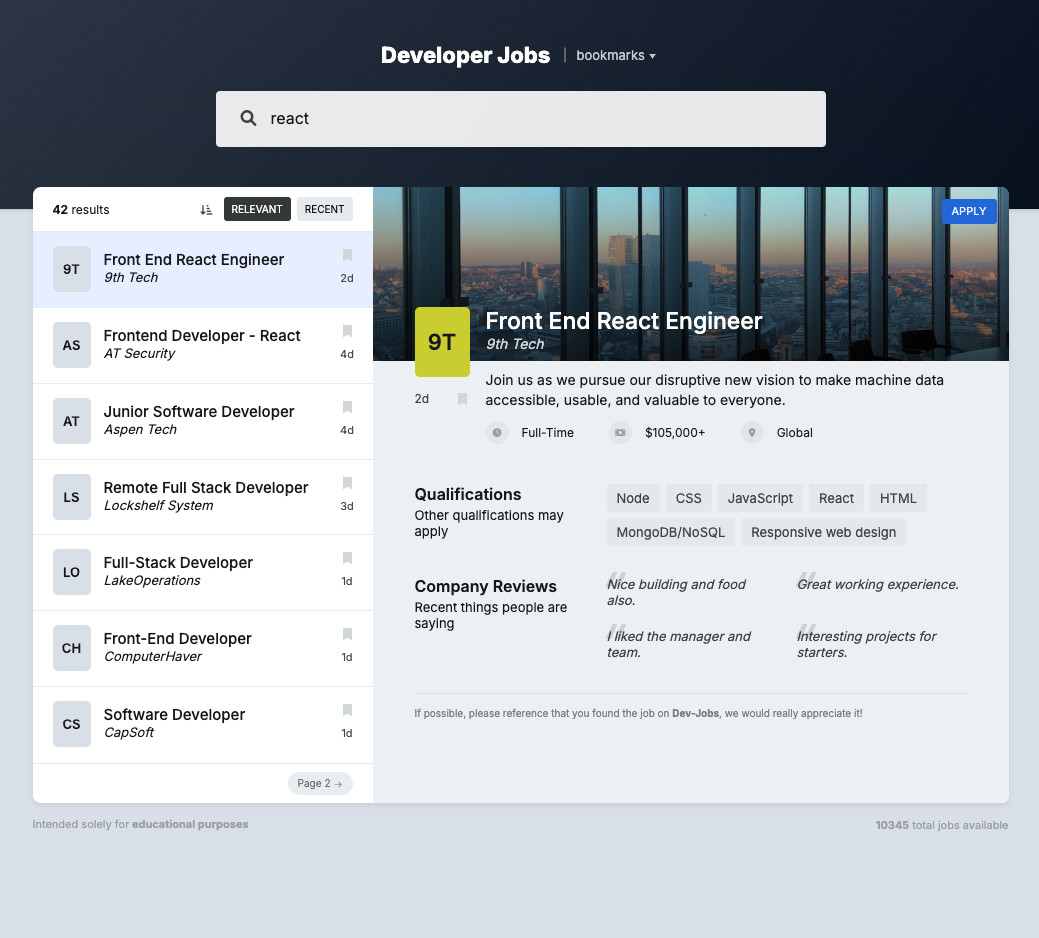 Developer Jobs
bookmarks
react
42 results
RELEVANT
RECENT
9T
Front End React Engineer
9th Tech
2d
AS
Frontend Developer - React
AT Security
4d
AT
Junior Software Developer
Aspen Tech
4d
LS
Remote Full Stack Developer
Lockshelf System
3d
LO
Full-Stack Developer
LakeOperations
1d
CH
Front-End Developer
ComputerHaver
1d
CS
Software Developer
CapSoft
1d
Page 2 →
APPLY
9T
Front End React Engineer
9th Tech
2d
Join us as we pursue our disruptive new vision to make machine data
accessible, usable, and valuable to everyone.
Full-Time
$105,000+
Global
Qualifications
Other qualifications may
apply
Node
CSS
JavaScript
React
HTML
MongoDB/NoSQL
Responsive web design
Company Reviews
Recent things people are
saying
Nice building and food
also.
Great working experience.
I liked the manager and
team.
Interesting projects for
starters.
If possible, please reference that you found the job on Dev-Jobs, we would really appreciate it!
Intended solely for educational purposes
10345 total jobs available